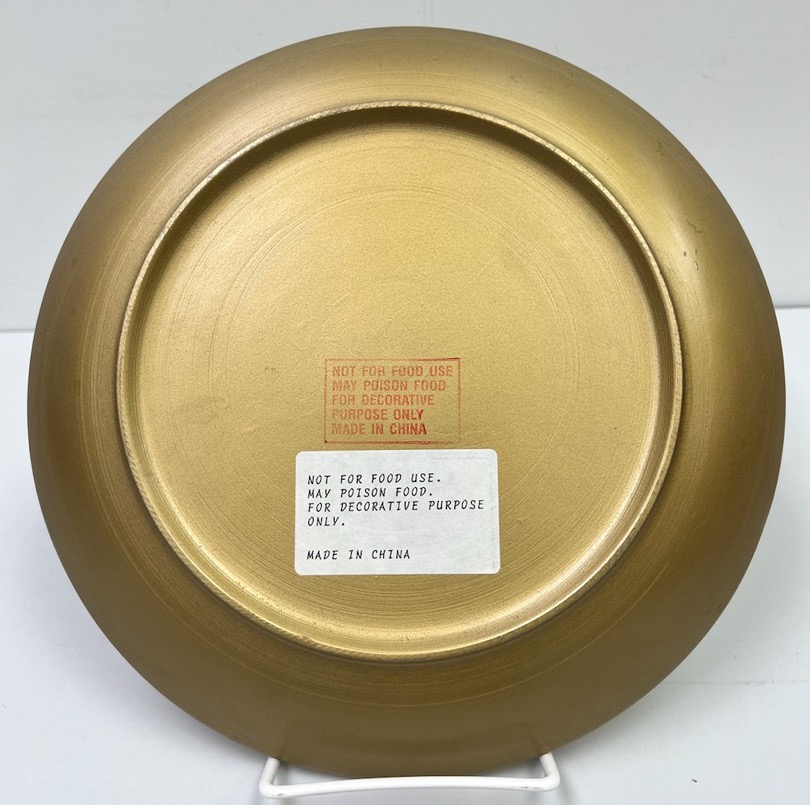 NOT FOR FOOD USE
MAY POISON FOOD
FOR DECORATIVE
PURPOSE ONLY
MADE IN CHINA
NOT FOR FOOD USE.
MAY POISON FOOD.
FOR DECORATIVE PURPOSE
ONLY.
MADE IN CHINA